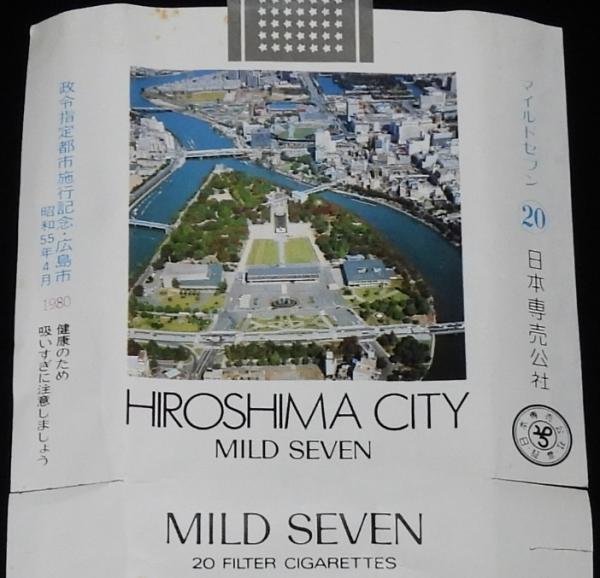 政令指定都市施行記念・広島市
昭和55年4月
1980
健康のため
吸いすぎに注意しましょう
HIROSHIMA CITY
MILD SEVEN
マイルドセブン
20
日本専売公社
MILD SEVEN
20 FILTER CIGARETTES